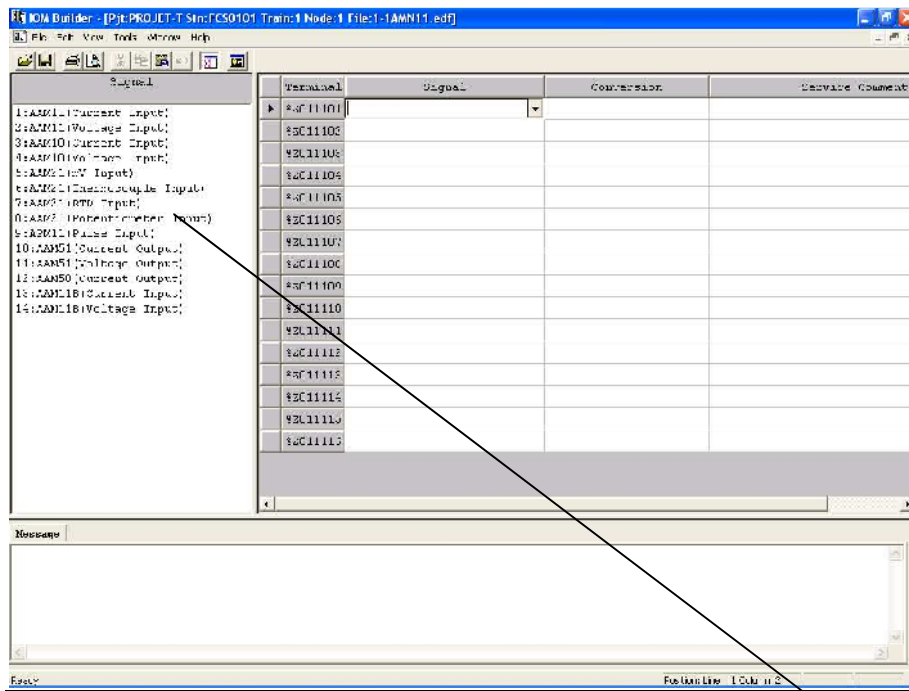 IOM Builder - [Pjt:PROJET-T Stn:FCS0101 Train:1 Node:1 File:1-1AMN11.edf]
File Edit View Tools Window Help
Signal
1:AAM11(Current Input)
2:AAM11(Voltage Input)
3:AAM10(Current Input)
4:AAM10(Voltage Input)
5:AAM21(mV Input)
6:AAM21(Thermocouple Input)
7:AAM21(RTD Input)
8:AAM21(Potentiometer Input)
9:APM11(Pulse Input)
10:AAM51(Current Output)
11:AAM51(Voltage Output)
12:AAM50(Current Output)
13:AAM11B(Current Input)
14:AAM11B(Voltage Input)
Terminal Signal Conversion Service Comment
%Z011101
%Z011102
%Z011103
%Z011104
%Z011105
%Z011106
%Z011107
%Z011108
%Z011109
%Z011110
%Z011111
%Z011112
%Z011113
%Z011114
%Z011115
%Z011116
Message
Ready
Position:Line 1 Column 2